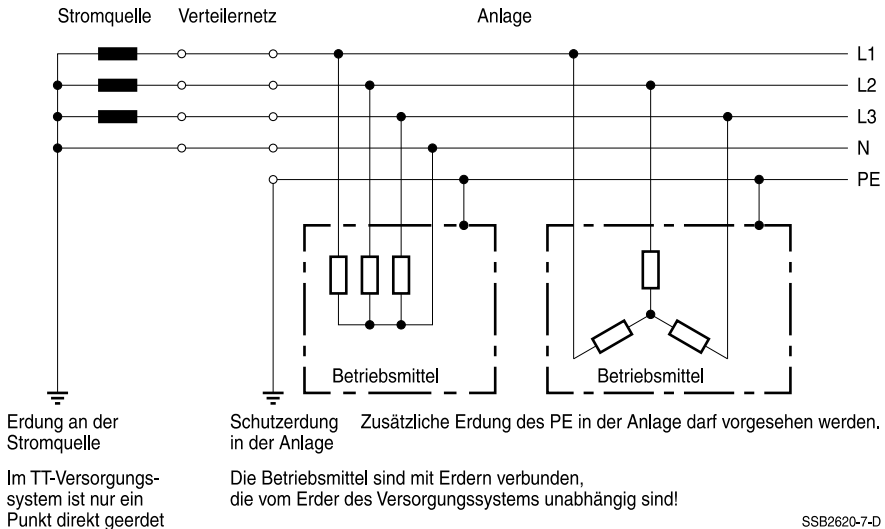 Stromquelle Verteilernetz Anlage
L1
L2
L3
N
PE
Betriebsmittel Betriebsmittel
Erdung an der
Stromquelle
Schutzerdung
in der Anlage
Zusätzliche Erdung des PE in der Anlage darf vorgesehen werden.
Im TT-Versorgungs-
system ist nur ein
Punkt direkt geerdet
Die Betriebsmittel sind mit Erdern verbunden,
die vom Erder des Versorgungssystems unabhängig sind!
SSB2620-7-D